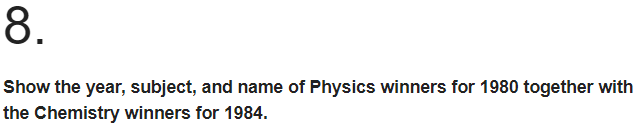 8.
Show the year, subject, and name of Physics winners for 1980 together with
the Chemistry winners for 1984.